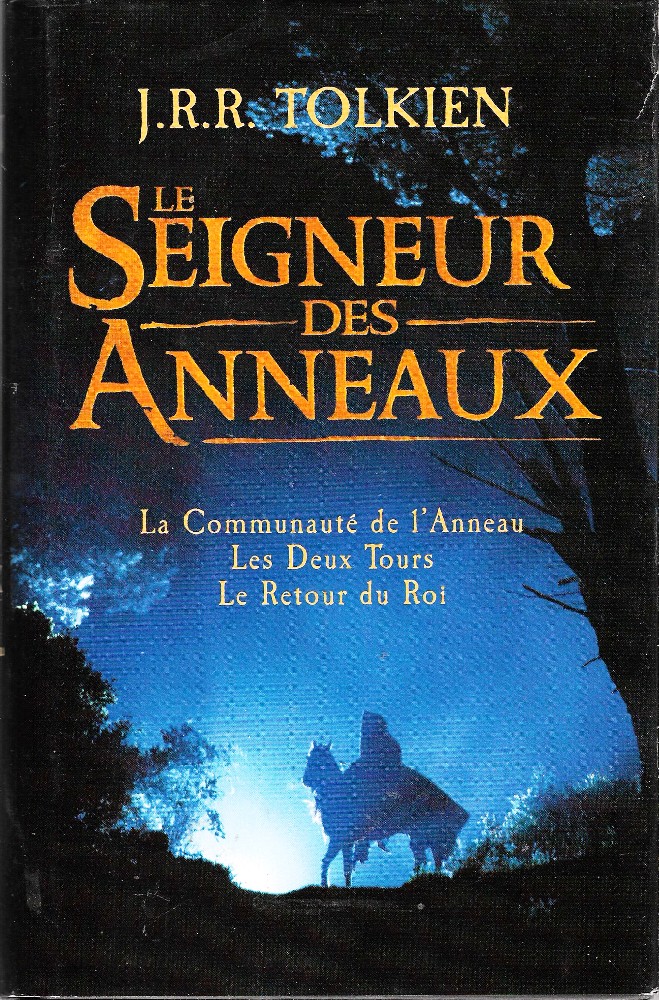 J.R.R. TOLKIEN
LE
SEIGNEUR
DES
ANNEAUX
La Communauté de l'Anneau
Les Deux Tours
Le Retour du Roi